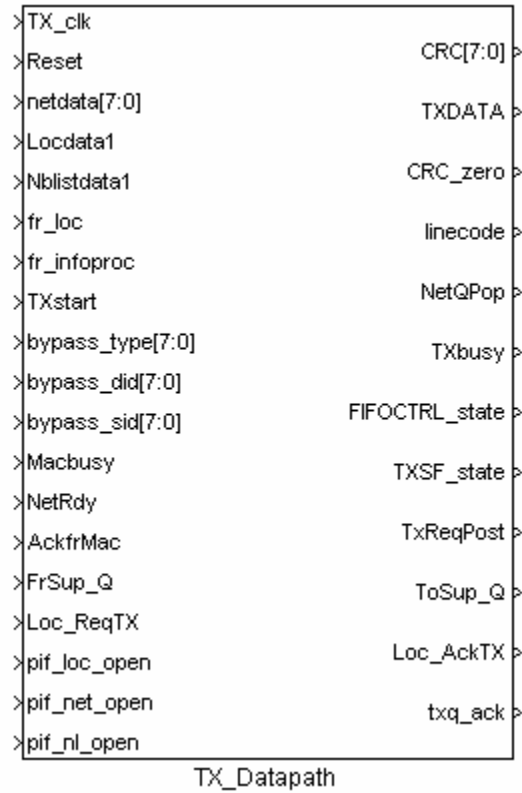 TX_clk
Reset
netdata[7:0]
Locdata1
Nblistdata1
fr_loc
fr_infoproc
TXstart
bypass_type[7:0]
bypass_did[7:0]
bypass_sid[7:0]
Macbusy
NetRdy
AckfrMac
FrSup_Q
Loc_ReqTX
pif_loc_open
pif_net_open
pif_nl_open
CRC[7:0]
TXDATA
CRC_zero
linecode
NetQPop
TXbusy
FIFOCTRL_state
TXSF_state
TxReqPost
ToSup_Q
Loc_AckTX
txq_ack
TX_Datapath